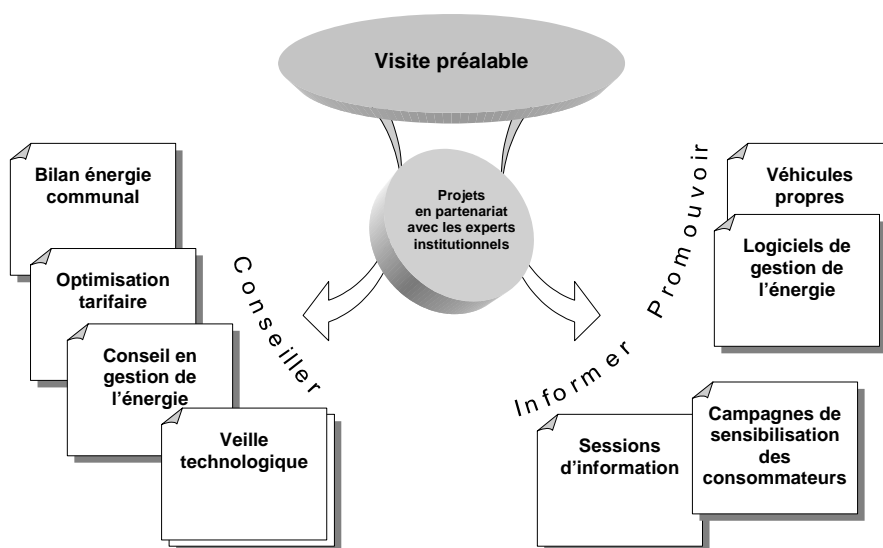 Visite préalable
Projets
en partenariat
avec les experts
institutionnels
Bilan énergie
communal
Optimisation
tarifaire
Conseil en
gestion de
l'énergie
Veille
technologique
Conseiller
Informer
Promouvoir
Véhicules
propres
Logiciels de
gestion de
l'énergie
Sessions
d'information
Campagnes de
sensibilisation
des
consommateurs